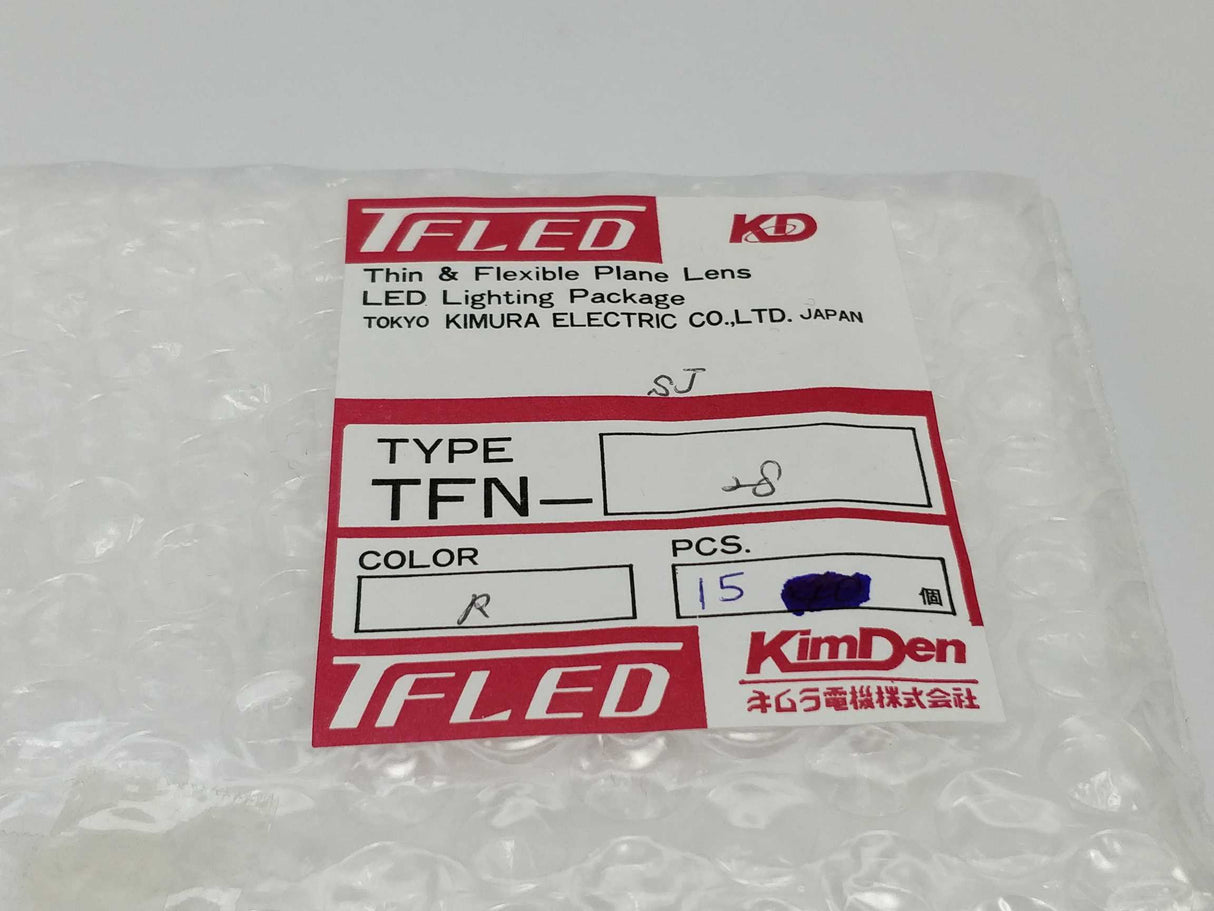 TFLED KD
Thin & Flexible Plane Lens
LED Lighting Package
TOKYO KIMURA ELECTRIC CO.,LTD. JAPAN
SJ
TYPE
TFN- 28
COLOR PCS.
R 15 個
TFLED KimDen
キムラ電機株式会社